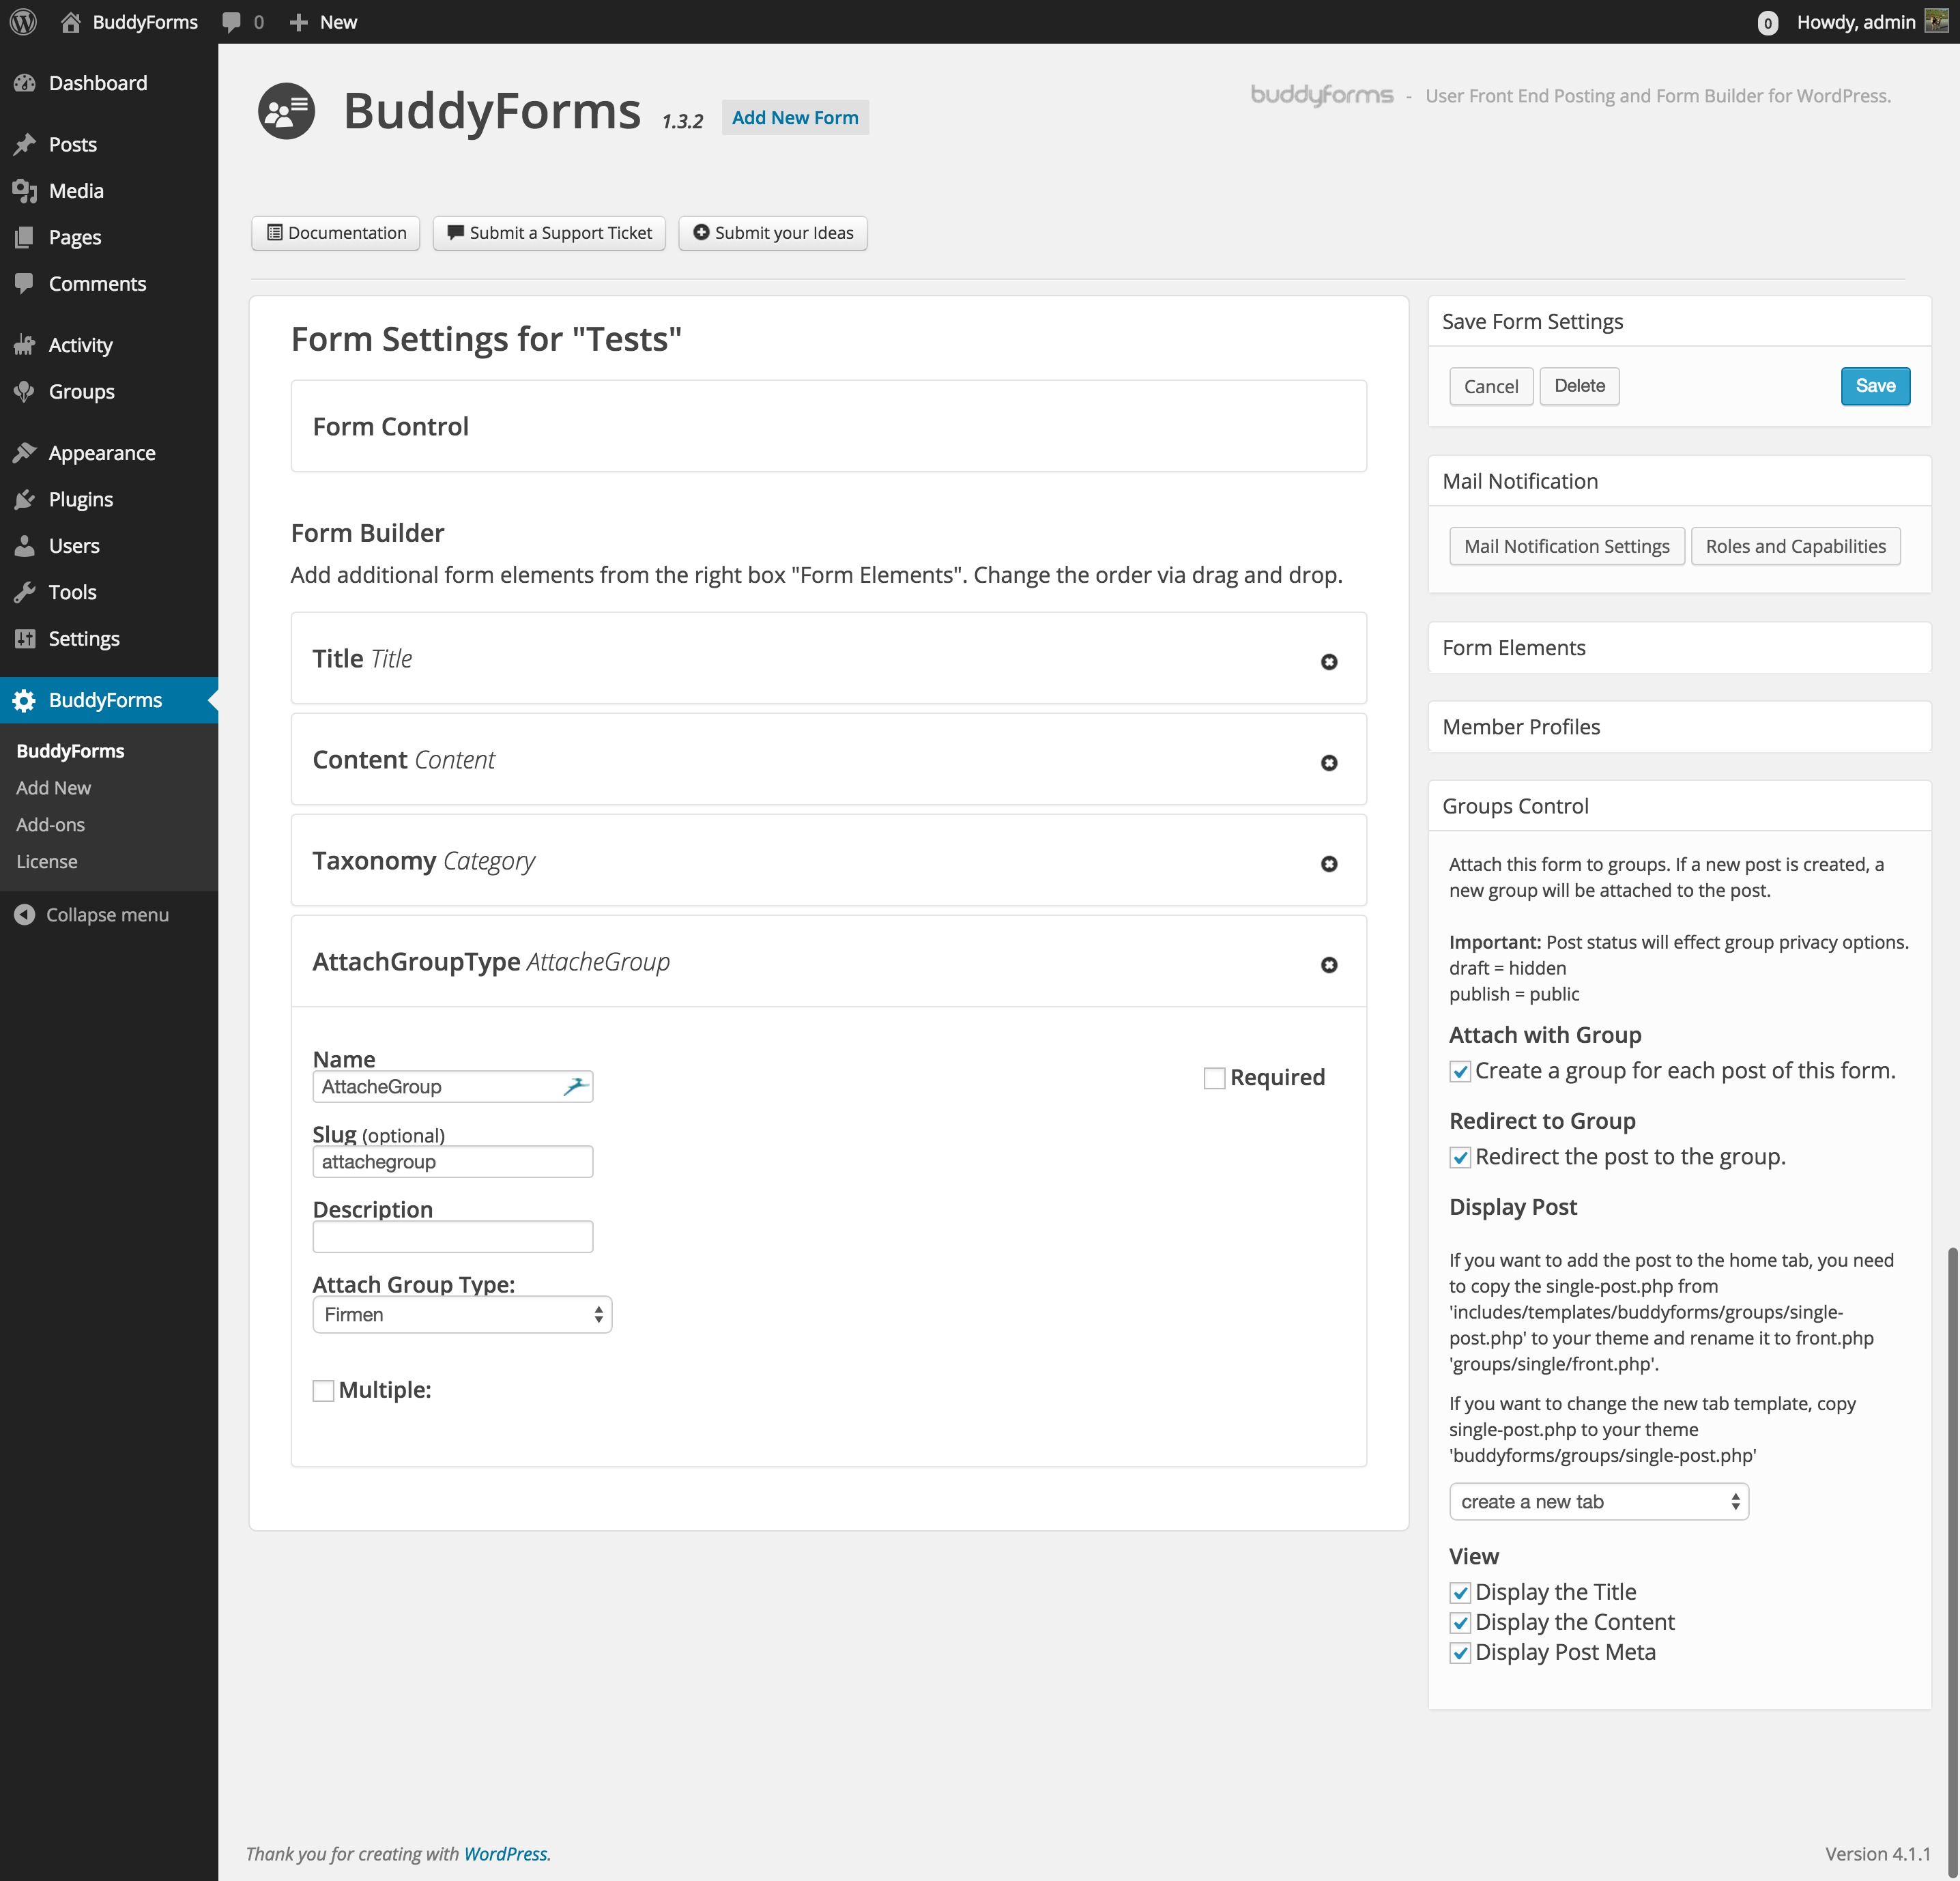 BuddyForms 0 New
0 Howdy, admin
Dashboard
Posts
Media
Pages
Comments
Activity
Groups
Appearance
Plugins
Users
Tools
Settings
BuddyForms
BuddyForms
Add New
Add-ons
License
Collapse menu
BuddyForms 1.3.2 Add New Form
buddyforms - User Front End Posting and Form Builder for WordPress.
Documentation
Submit a Support Ticket
Submit your Ideas
Form Settings for "Tests"
Form Control
Form Builder
Add additional form elements from the right box "Form Elements". Change the order via drag and drop.
Title Title
Content Content
Taxonomy Category
AttachGroupType AttacheGroup
Name
AttacheGroup
Required
Slug (optional)
attachegroup
Description
Attach Group Type:
Firmen
Multiple:
Save Form Settings
Cancel
Delete
Save
Mail Notification
Mail Notification Settings
Roles and Capabilities
Form Elements
Member Profiles
Groups Control
Attach this form to groups. If a new post is created, a
new group will be attached to the post.
Important: Post status will effect group privacy options.
draft = hidden
publish = public
Attach with Group
Create a group for each post of this form.
Redirect to Group
Redirect the post to the group.
Display Post
If you want to add the post to the home tab, you need
to copy the single-post.php from
'includes/templates/buddyforms/groups/single-
post.php' to your theme and rename it to front.php
'groups/single/front.php'.
If you want to change the new tab template, copy
single-post.php to your theme
'buddyforms/groups/single-post.php'
create a new tab
View
Display the Title
Display the Content
Display Post Meta
Thank you for creating with WordPress.
Version 4.1.1